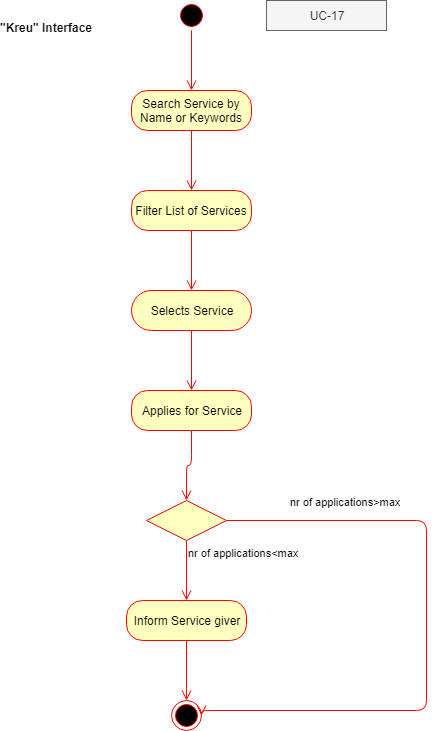 UC-17
"Kreu" Interface
Search Service by
Name or Keywords
Filter List of Services
Selects Service
Applies for Service
nr of applications>max
nr of applications<max
Inform Service giver